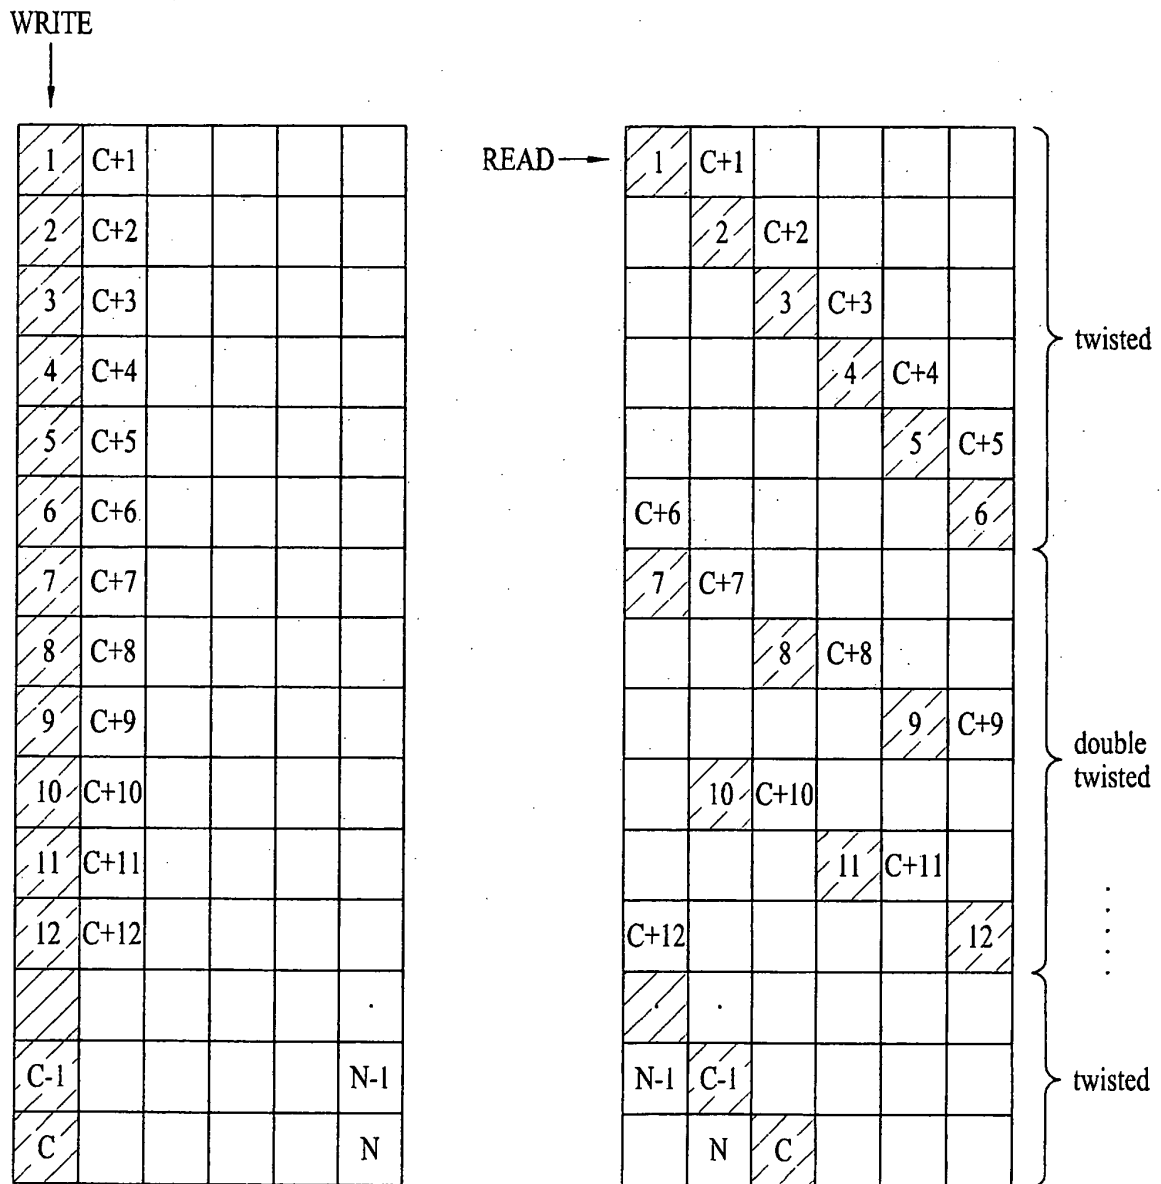 WRITE
1 C+1
2 C+2
3 C+3
4 C+4
5 C+5
6 C+6
7 C+7
8 C+8
9 C+9
10 C+10
11 C+11
12 C+12
C-1 N-1
C N
READ
1 C+1
2 C+2
3 C+3
4 C+4
5 C+5
C+6 6
7 C+7
8 C+8
9 C+9
10 C+10
11 C+11
C+12 12
N-1 C-1
N C
twisted
double
twisted
twisted